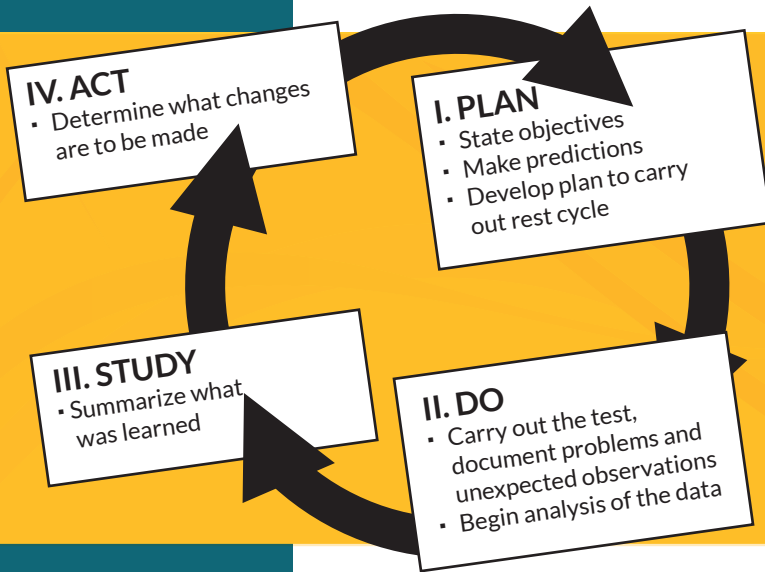 I. PLAN
▪ State objectives
▪ Make predictions
▪ Develop plan to carry
out rest cycle
II. DO
▪ Carry out the test,
document problems and
unexpected observations
▪ Begin analysis of the data
III. STUDY
▪ Summarize what
was learned
IV. ACT
▪ Determine what changes
are to be made